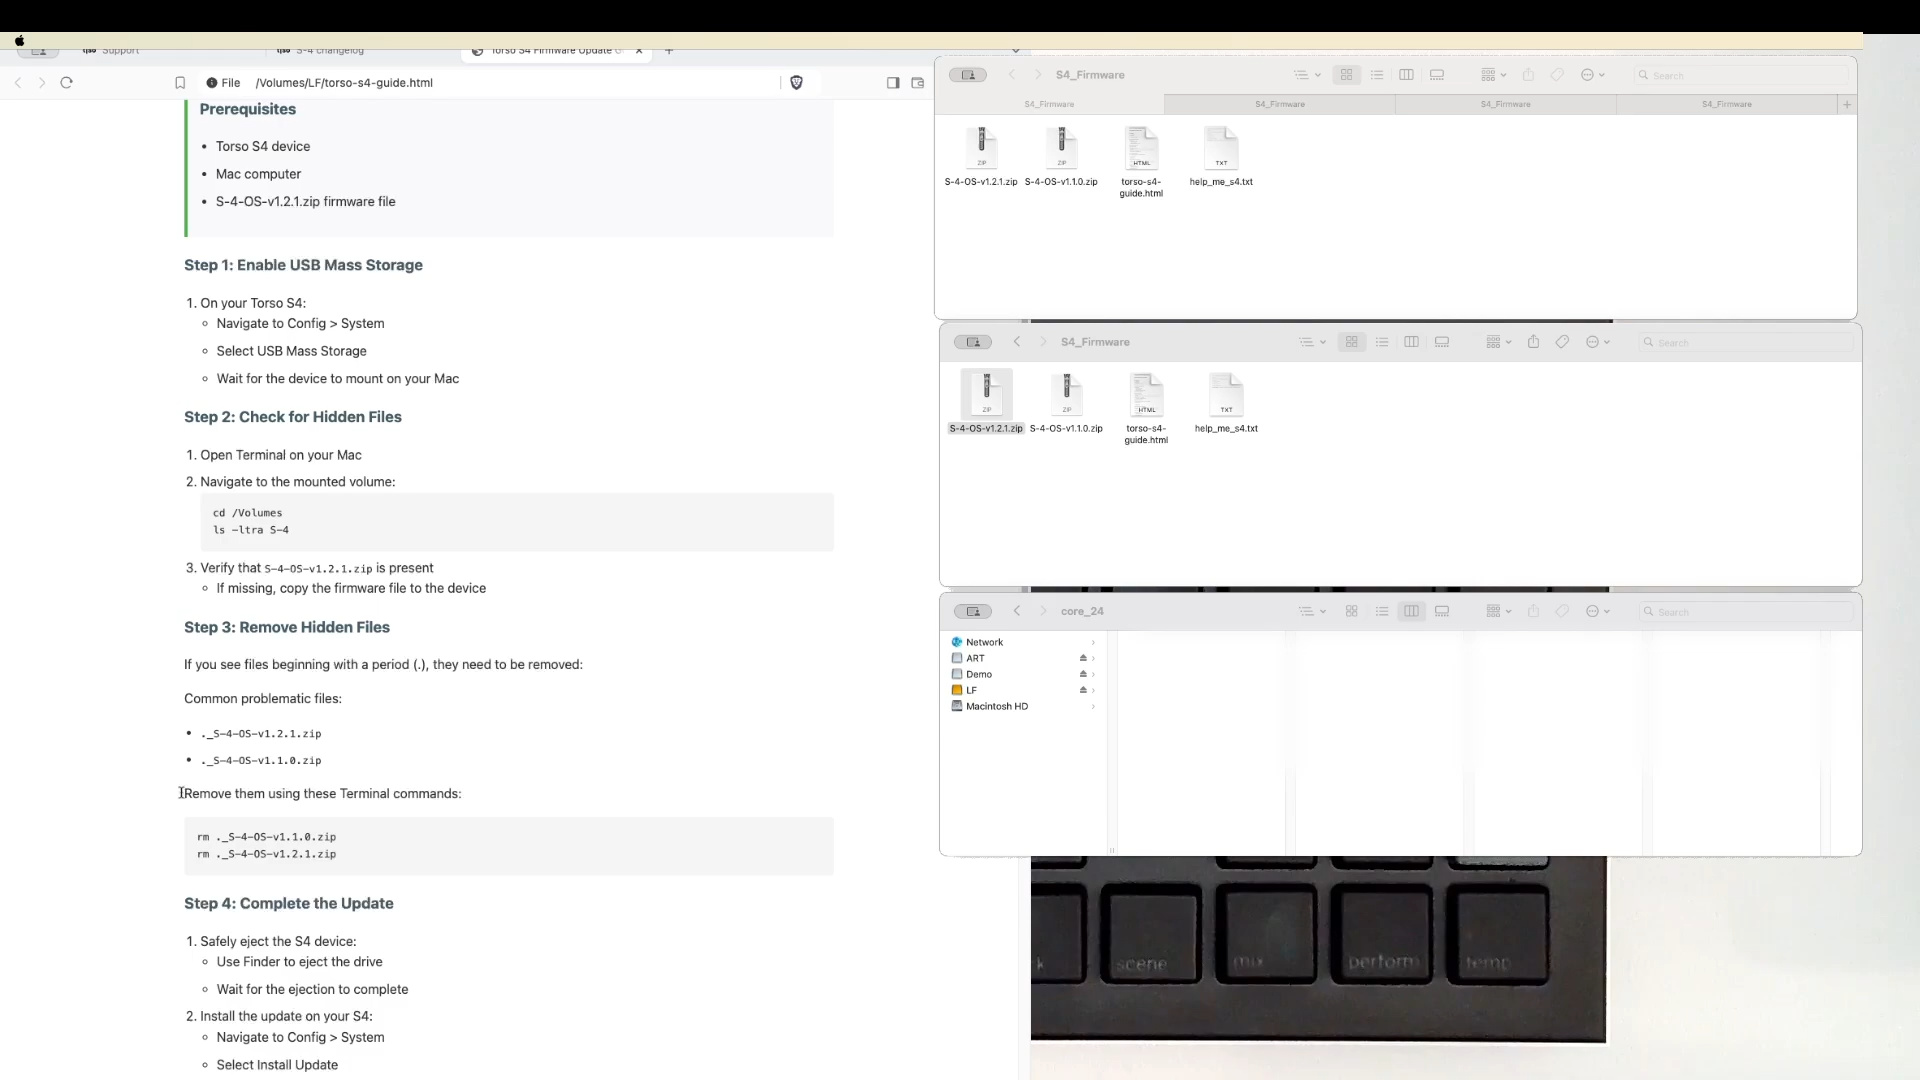 Support
S-4 changelog
Torso S4 Firmware Update G
File
/Volumes/LF/torso-s4-guide.html
Prerequisites
• Torso S4 device
• Mac computer
• S-4-OS-v1.2.1.zip firmware file
Step 1: Enable USB Mass Storage
1. On your Torso S4:
Navigate to Config > System
Select USB Mass Storage
Wait for the device to mount on your Mac
Step 2: Check for Hidden Files
1. Open Terminal on your Mac
2. Navigate to the mounted volume:
cd /Volumes
ls -ltra S-4
3. Verify that S-4-OS-v1.2.1.zip is present
If missing, copy the firmware file to the device
Step 3: Remove Hidden Files
If you see files beginning with a period (.), they need to be removed:
Common problematic files:
• ._S-4-OS-v1.2.1.zip
• ._S-4-OS-v1.1.0.zip
Remove them using these Terminal commands:
rm ._S-4-OS-v1.1.0.zip
rm ._S-4-OS-v1.2.1.zip
Step 4: Complete the Update
1. Safely eject the S4 device:
Use Finder to eject the drive
Wait for the ejection to complete
2. Install the update on your S4:
Navigate to Config > System
Select Install Update
S4_Firmware
Search
S4_Firmware
S4_Firmware
S4_Firmware
S4_Firmware
ZIP
ZIP
HTML
TXT
S-4-OS-v1.2.1.zip
S-4-OS-v1.1.0.zip
torso-s4-
guide.html
help_me_s4.txt
S4_Firmware
Search
ZIP
ZIP
HTML
TXT
S-4-OS-v1.2.1.zip
S-4-OS-v1.1.0.zip
torso-s4-
guide.html
help_me_s4.txt
core_24
Search
Network
ART
Demo
LF
Macintosh HD
scene
mix
perform
temp